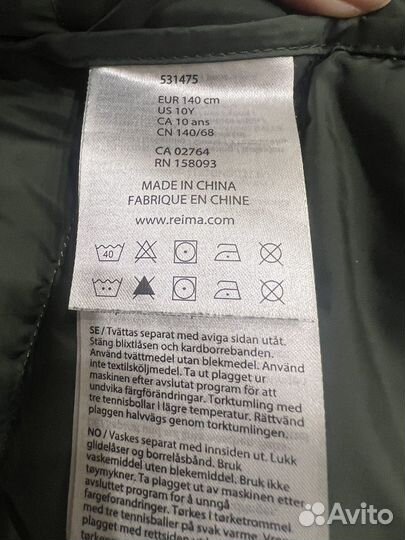 531475
EUR 140 cm
US 10Y
CA 10 ans
CN 140/68
CA 02764
RN 158093
MADE IN CHINA
FABRIQUE EN CHINE
www.reima.com
40
SE / Tvättas separat med aviga sidan utåt.
Stäng blixtlåsen och kardborrebanden.
Använd tvättmedel utan blekmedel. Använd
inte textilsköljmedel. Ta ut plagget ur
maskinen efter avslutat program för att
undvika färgförändringar. Torktumling med
tre tennisbollar i lägre temperatur. Rättvänd
plaggen halvvägs genom torktumlingen.
NO / Vaskes separat med innsiden ut. Lukk
glidelåser og borrelåsbånd. Bruk
vaskemiddel uten blekemiddel. Bruk ikke
tøymykner. Ta ut plagget ur maskinen etter
avsluttet program for å unngå
fargeforandringer. Tørkes i tørketrommel
med tre tennisballer på svak varme. Vreng
plagget med rettsiden
Avito